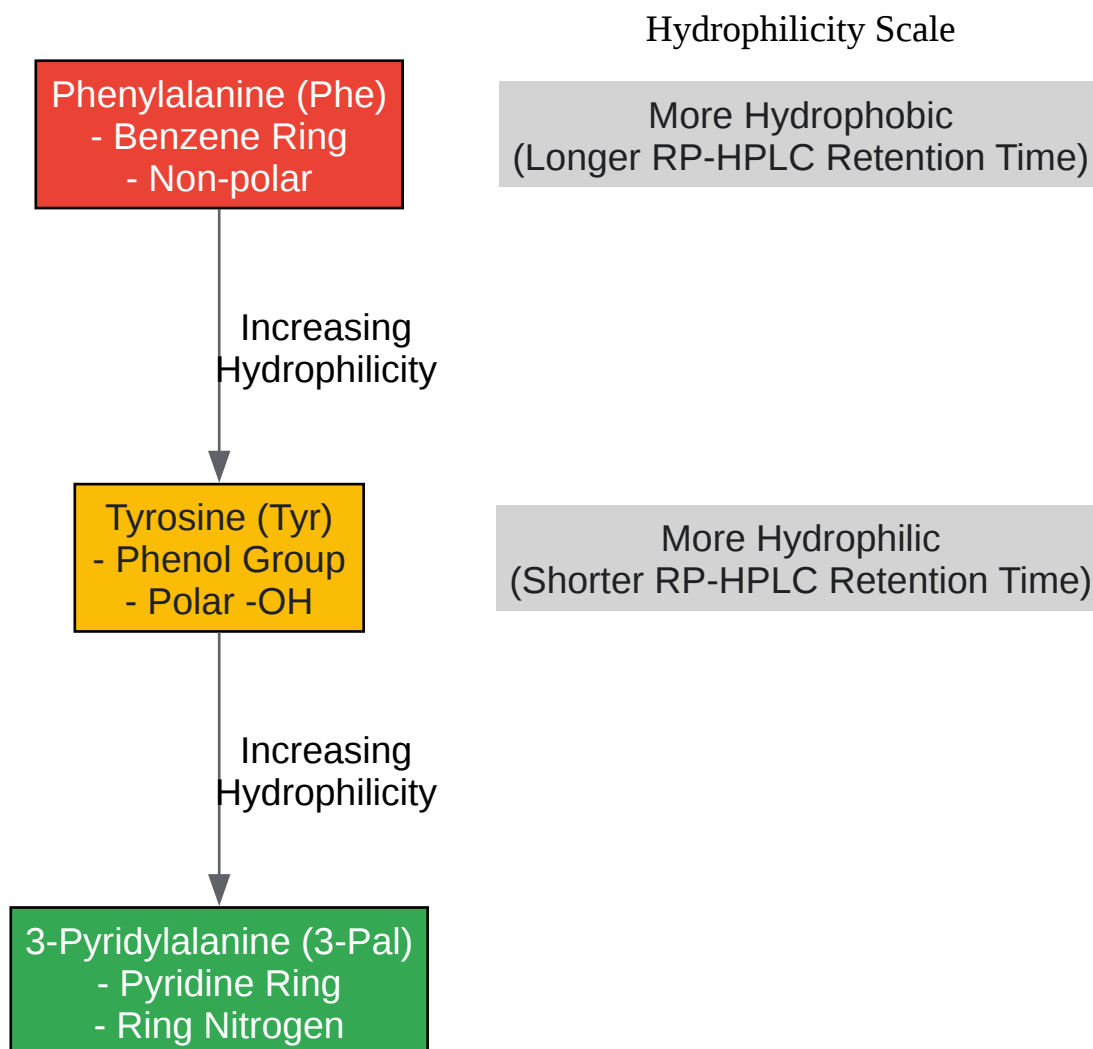 Hydrophilicity Scale
Phenylalanine (Phe)
- Benzene Ring
- Non-polar
More Hydrophobic
(Longer RP-HPLC Retention Time)
Increasing
Hydrophilicity
Tyrosine (Tyr)
- Phenol Group
- Polar -OH
More Hydrophilic
(Shorter RP-HPLC Retention Time)
Increasing
Hydrophilicity
3-Pyridylalanine (3-Pal)
- Pyridine Ring
- Ring Nitrogen